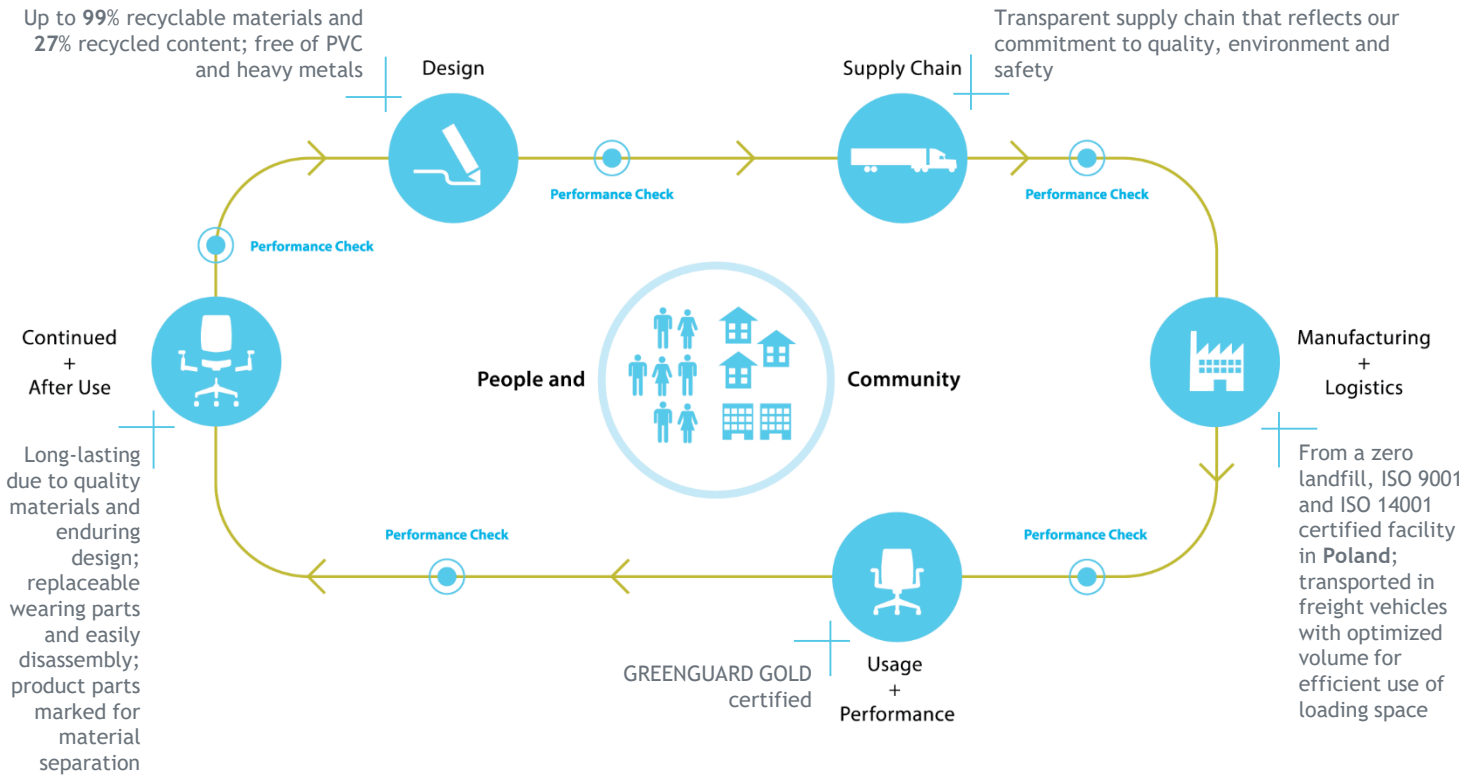 Up to 99% recyclable materials and
27% recycled content; free of PVC
and heavy metals
Design
Supply Chain
Transparent supply chain that reflects our
commitment to quality, environment and
safety
Performance Check
Performance Check
Performance Check
Continued
+
After Use
People and
Community
Manufacturing
+
Logistics
Long-lasting
due to quality
materials and
enduring
design;
replaceable
wearing parts
and easily
disassembly;
product parts
marked for
material
separation
From a zero
landfill, ISO 9001
and ISO 14001
certified facility
in Poland;
transported in
freight vehicles
with optimized
volume for
efficient use of
loading space
Performance Check
Performance Check
GREENGUARD GOLD
certified
Usage
+
Performance